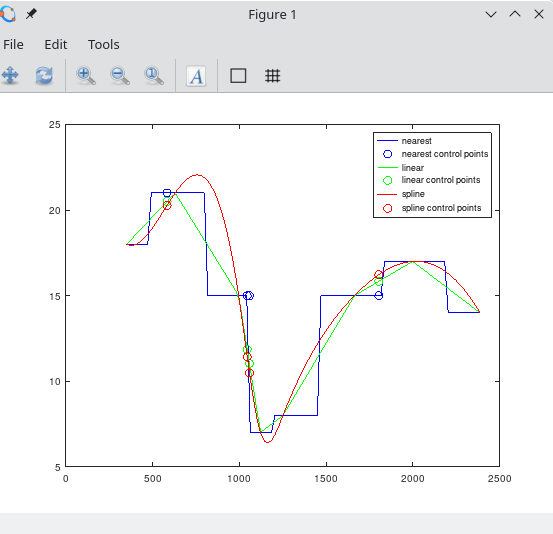 Figure 1
File Edit Tools
A
25
20
15
10
5
0 500 1000 1500 2000 2500
nearest
nearest control points
linear
linear control points
spline
spline control points